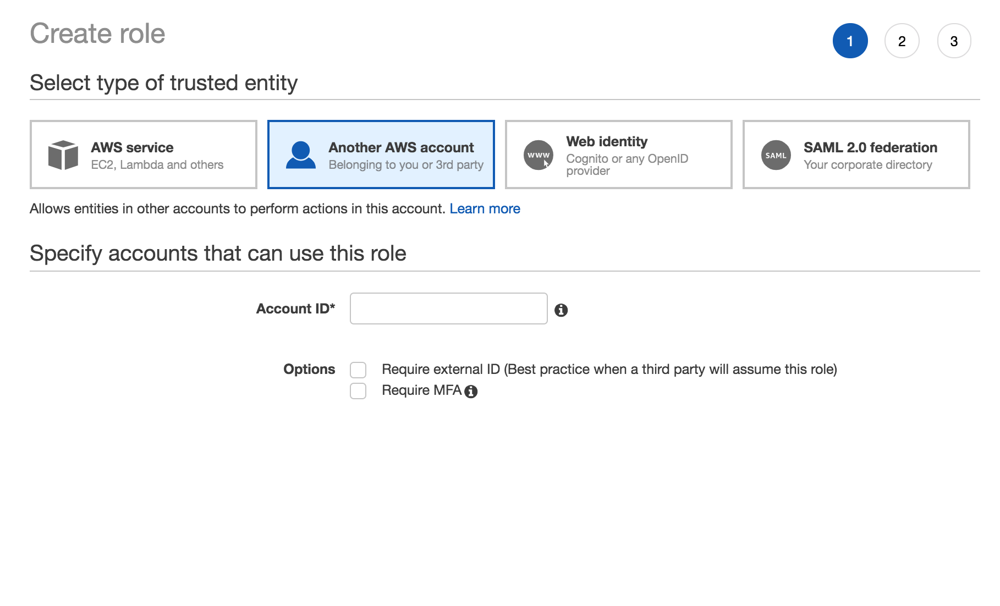 Create role
1 2 3
Select type of trusted entity
AWS service
EC2, Lambda and others
Another AWS account
Belonging to you or 3rd party
www
Web identity
Cognito or any OpenID
provider
SAML
SAML 2.0 federation
Your corporate directory
Allows entities in other accounts to perform actions in this account. Learn more
Specify accounts that can use this role
Account ID*
Options
Require external ID (Best practice when a third party will assume this role)
Require MFA